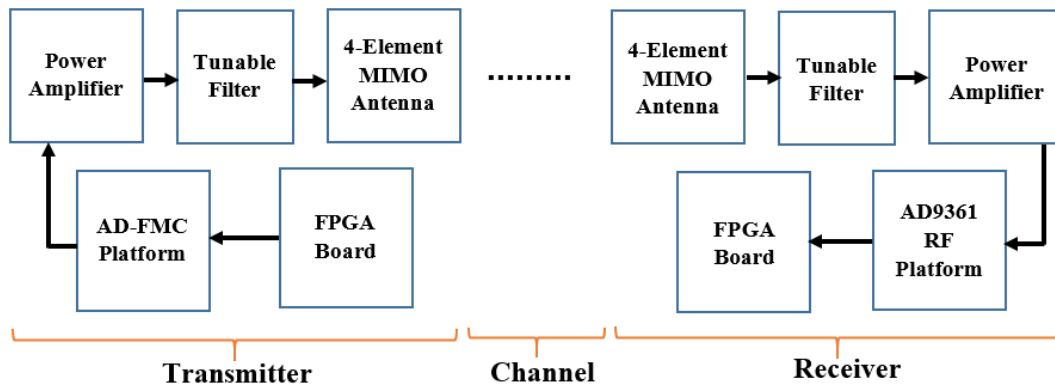 Power
Amplifier
Tunable
Filter
4-Element
MIMO
Antenna
4-Element
MIMO
Antenna
Tunable
Filter
Power
Amplifier
AD-FMC
Platform
FPGA
Board
FPGA
Board
AD9361
RF
Platform
Transmitter
Channel
Receiver